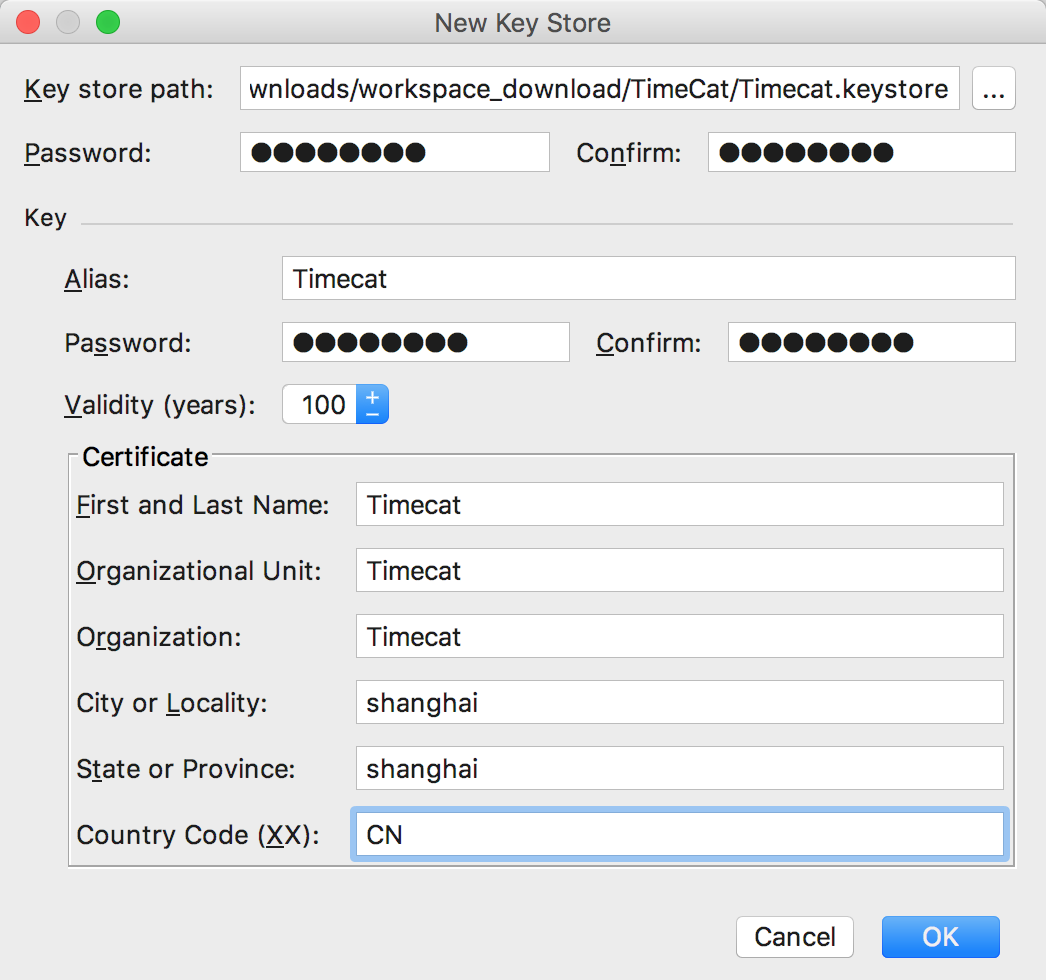 New Key Store
Key store path: wnloads/workspace_download/TimeCat/Timecat.keystore ...
Password: ●●●●●●●● Confirm: ●●●●●●●●
Key
Alias: Timecat
Password: ●●●●●●●● Confirm: ●●●●●●●●
Validity (years): 100 + −
Certificate
First and Last Name: Timecat
Organizational Unit: Timecat
Organization: Timecat
City or Locality: shanghai
State or Province: shanghai
Country Code (XX): CN
Cancel OK